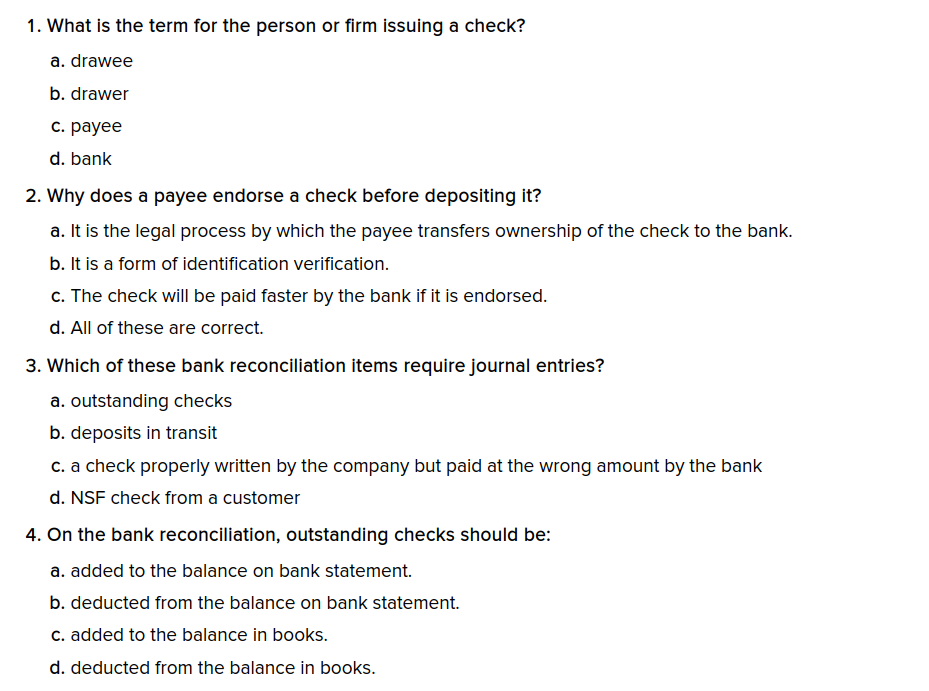 1. What is the term for the person or firm issuing a check?
a. drawee
b. drawer
c. payee
d. bank
2. Why does a payee endorse a check before depositing it?
a. It is the legal process by which the payee transfers ownership of the check to the bank.
b. It is a form of identification verification.
c. The check will be paid faster by the bank if it is endorsed.
d. All of these are correct.
3. Which of these bank reconciliation items require journal entries?
a. outstanding checks
b. deposits in transit
c. a check properly written by the company but paid at the wrong amount by the bank
d. NSF check from a customer
4. On the bank reconciliation, outstanding checks should be:
a. added to the balance on bank statement.
b. deducted from the balance on bank statement.
c. added to the balance in books.
d. deducted from the balance in books.